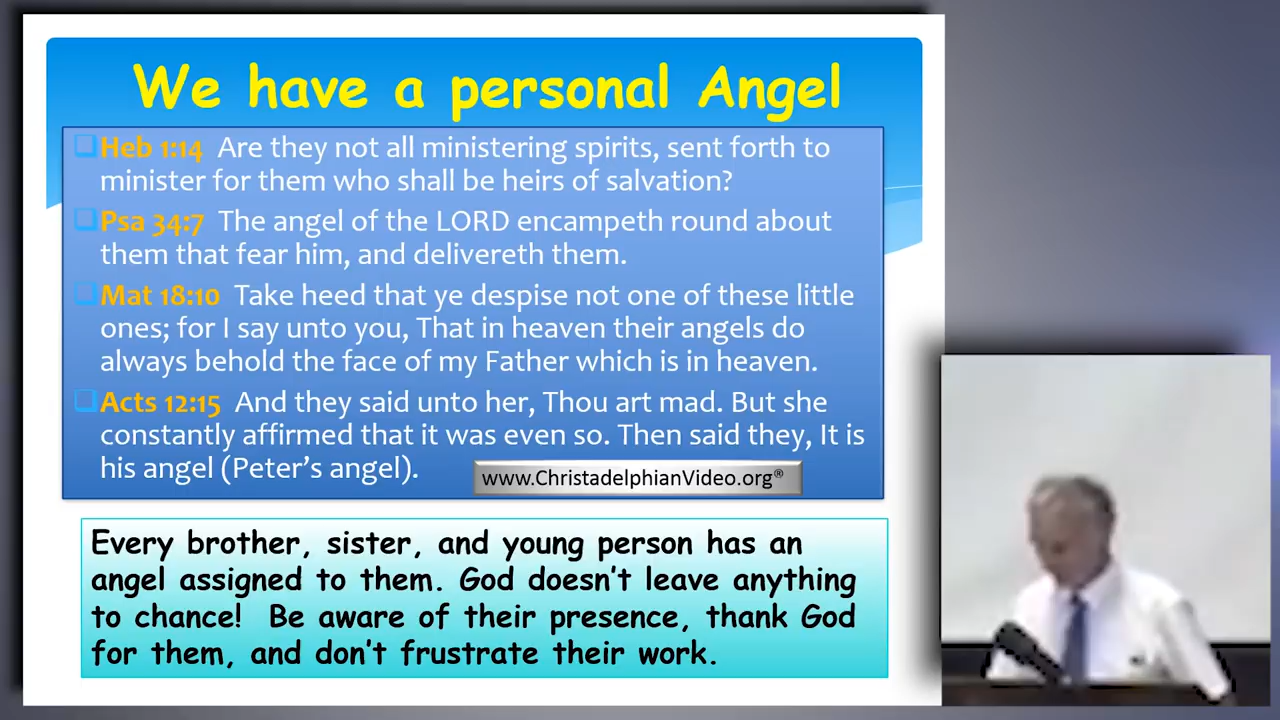 We have a personal Angel
Heb 1:14 Are they not all ministering spirits, sent forth to
minister for them who shall be heirs of salvation?
Psa 34:7 The angel of the LORD encampeth round about
them that fear him, and delivereth them.
Mat 18:10 Take heed that ye despise not one of these little
ones; for I say unto you, That in heaven their angels do
always behold the face of my Father which is in heaven.
Acts 12:15 And they said unto her, Thou art mad. But she
constantly affirmed that it was even so. Then said they, It is
his angel (Peter’s angel).
www.ChristadelphianVideo.org®
Every brother, sister, and young person has an
angel assigned to them. God doesn’t leave anything
to chance! Be aware of their presence, thank God
for them, and don’t frustrate their work.